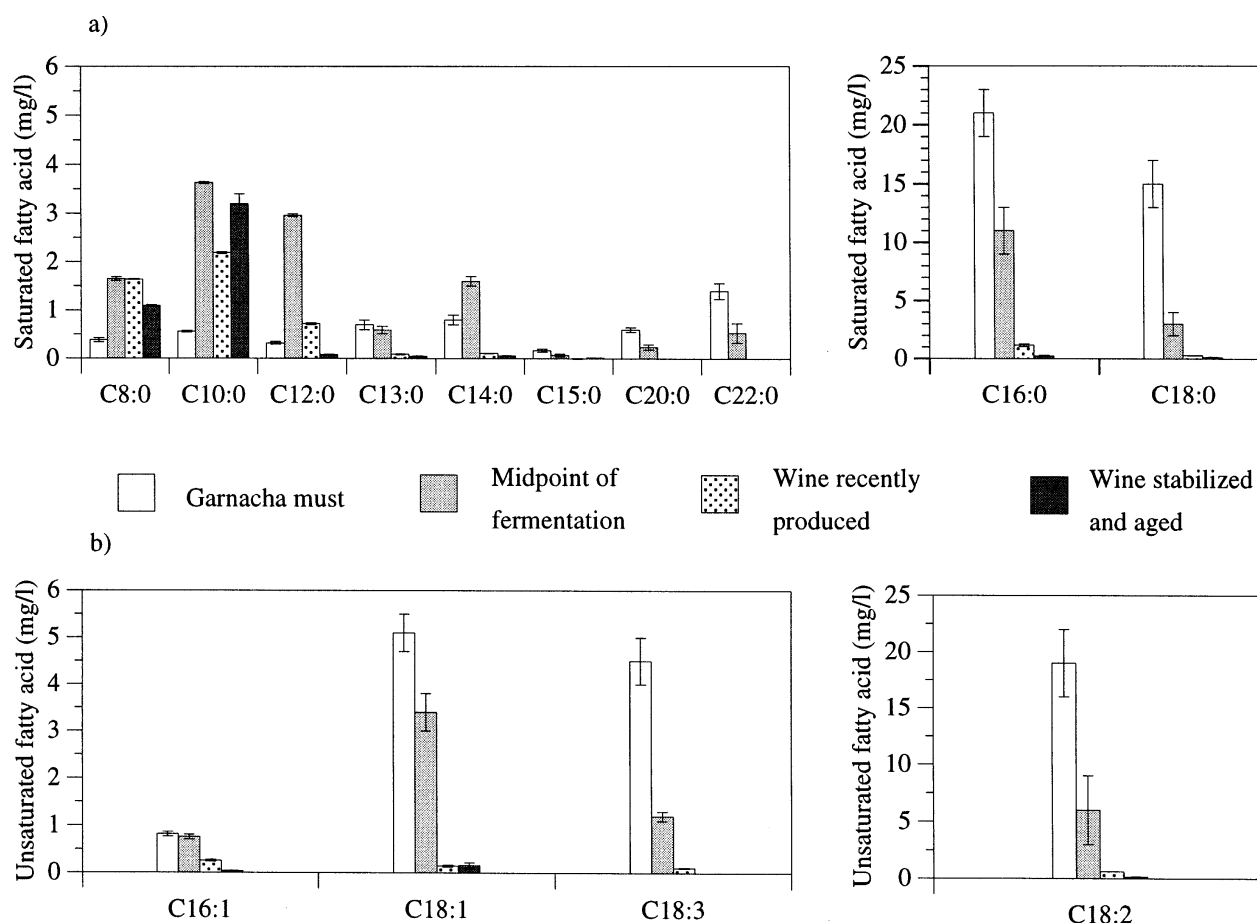 a)
Saturated fatty acid (mg/l)
6
5
4
3
2
1
0
C8:0 C10:0 C12:0 C13:0 C14:0 C15:0 C20:0 C22:0
Saturated fatty acid (mg/l)
25
20
15
10
5
0
C16:0 C18:0
Garnacha must
Midpoint of
fermentation
Wine recently
produced
Wine stabilized
and aged
b)
Unsaturated fatty acid (mg/l)
6
5
4
3
2
1
0
C16:1 C18:1 C18:3
Unsaturated fatty acid (mg/l)
25
20
15
10
5
0
C18:2